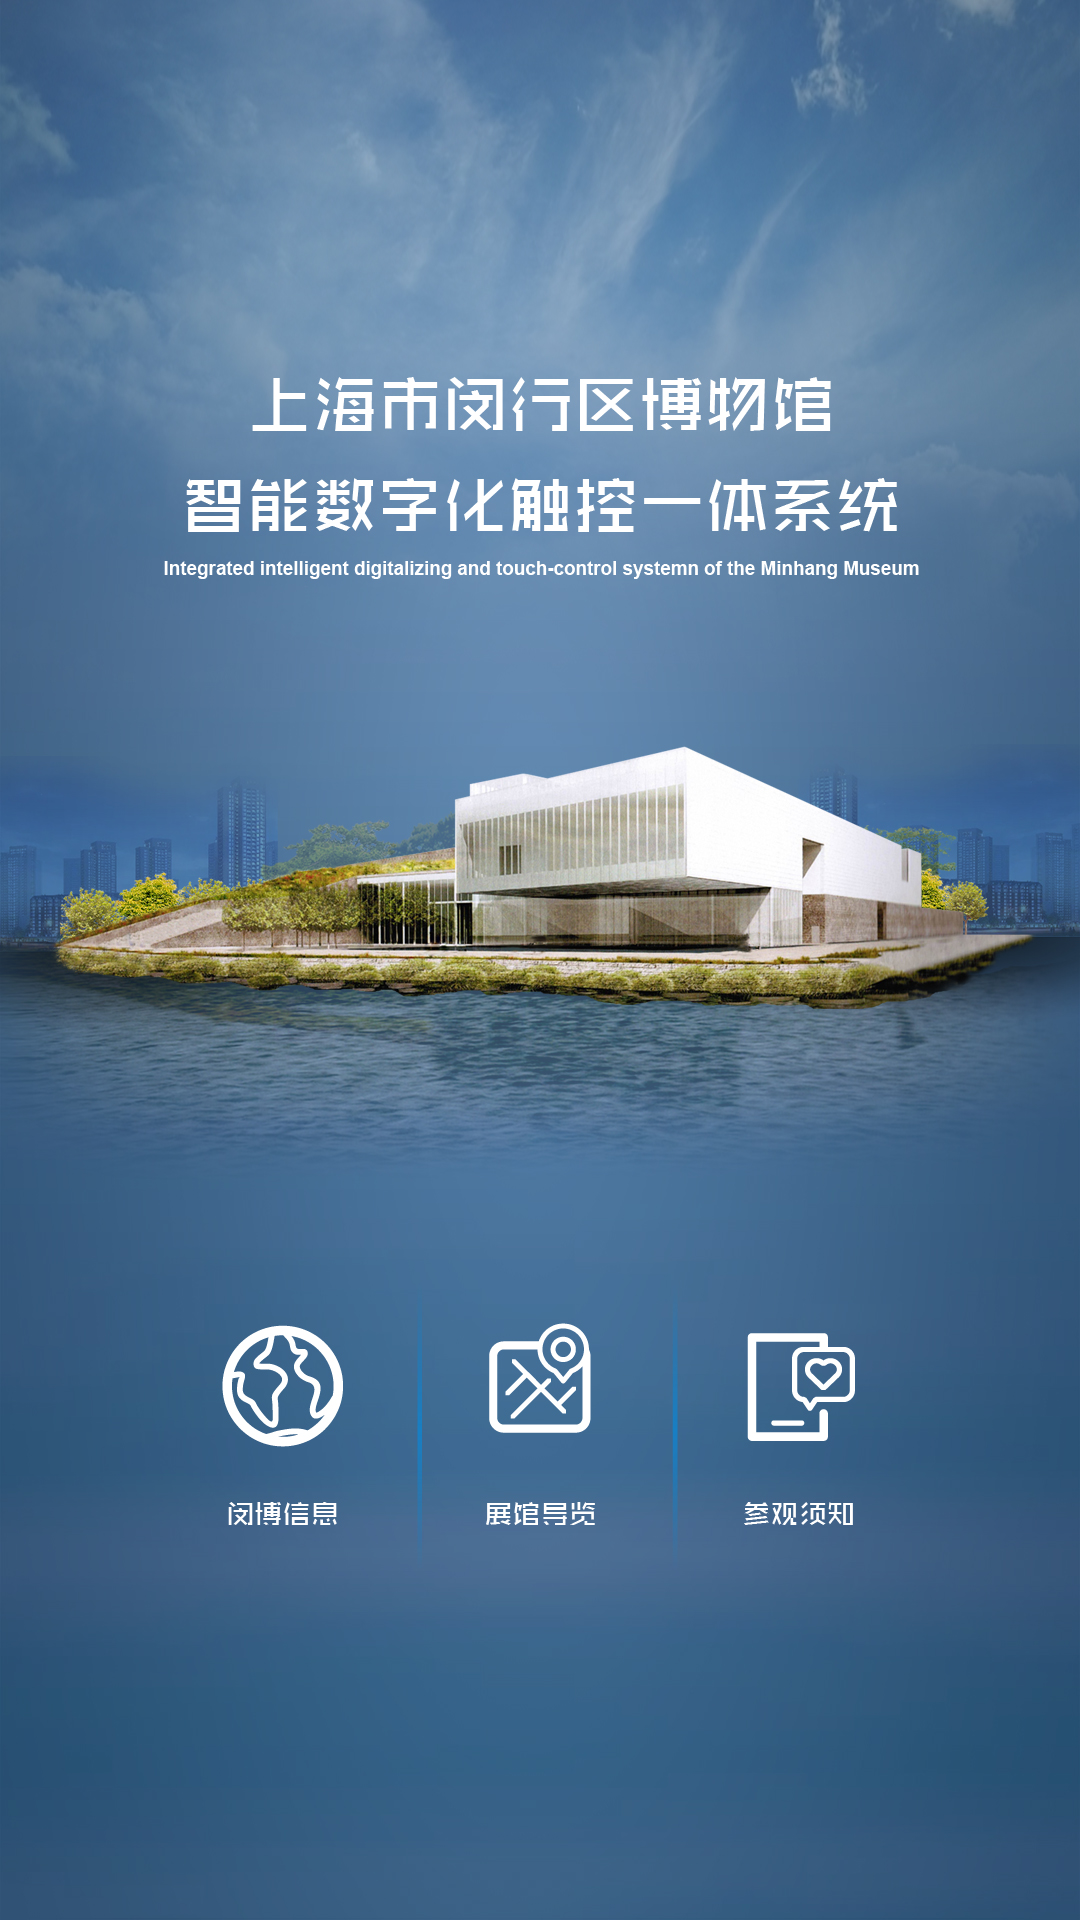 上海市闵行区博物馆
智能数字化触控一体系统
Integrated intelligent digitalizing and touch-control systemn of the Minhang Museum
闵博信息
展馆导览
参观须知